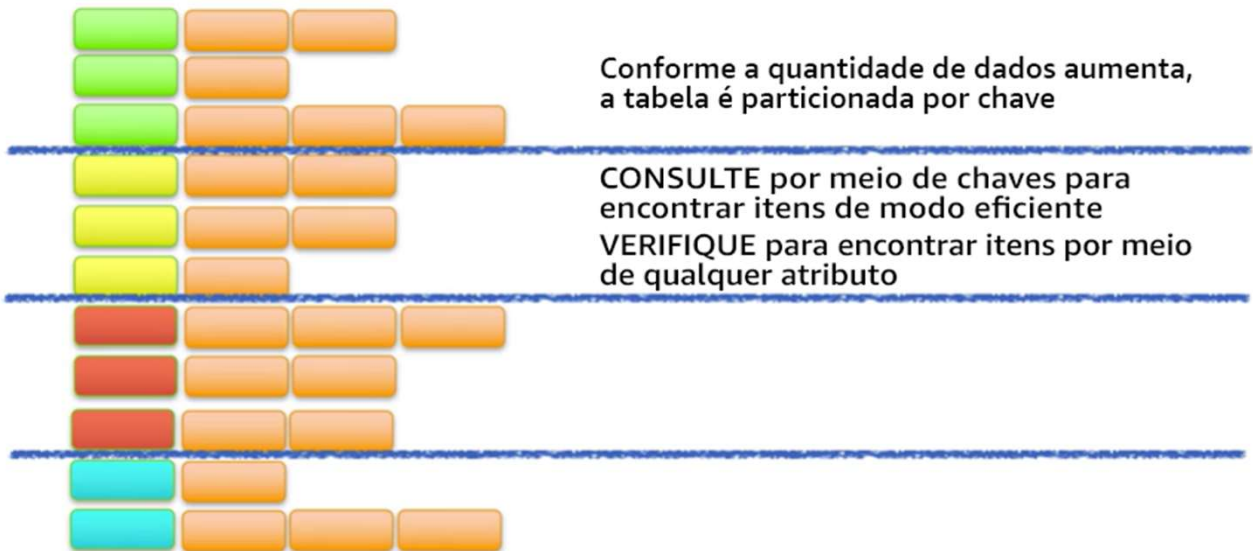 Conforme a quantidade de dados aumenta,
a tabela é particionada por chave
CONSULTE por meio de chaves para
encontrar itens de modo eficiente
VERIFIQUE para encontrar itens por meio
de qualquer atributo